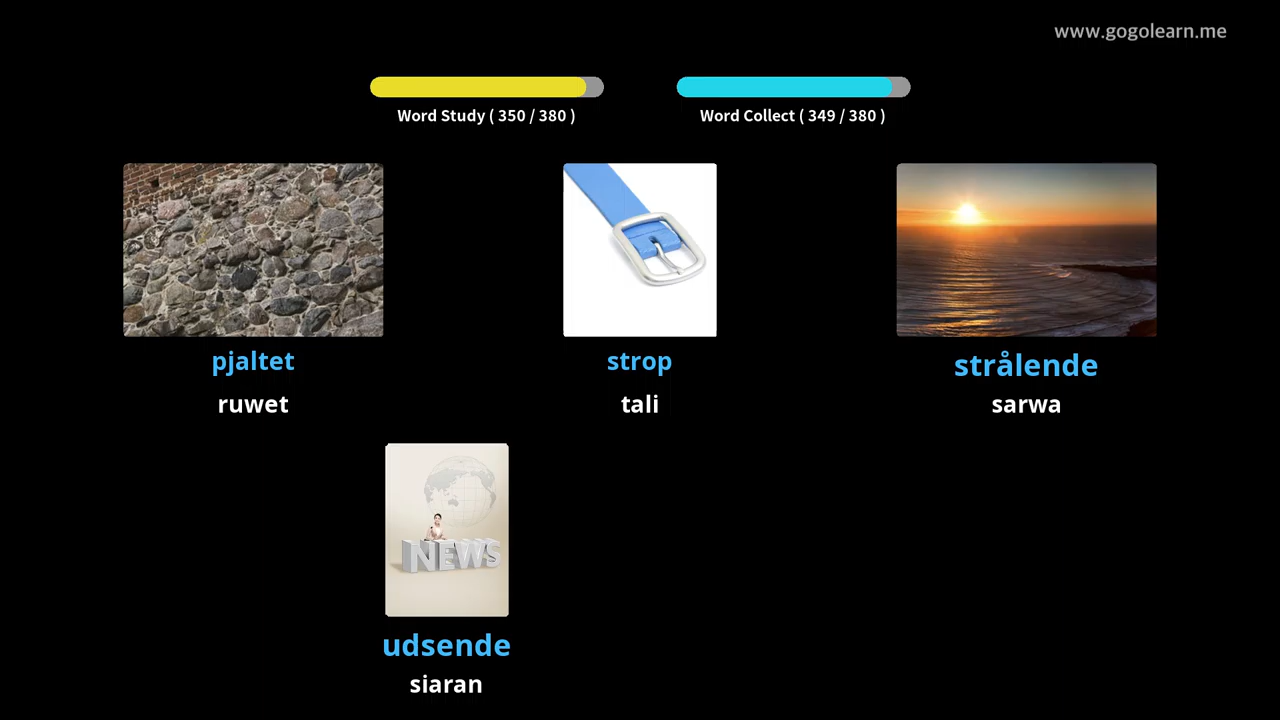 www.gogolearn.me
Word Study ( 350 / 380 )
Word Collect ( 349 / 380 )
pjaltet
strop
strålende
ruwet
tali
sarwa
NEWS
udsende
siaran